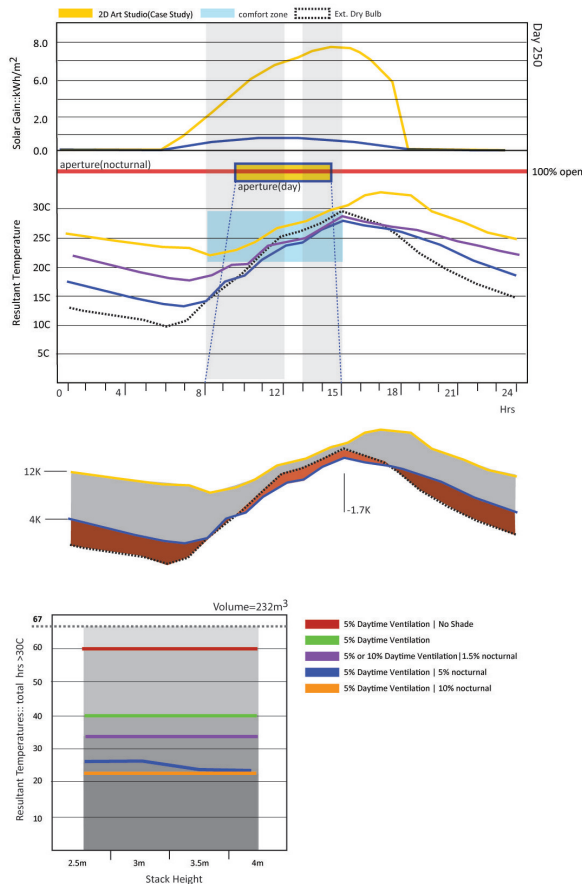 2D Art Studio(Case Study) comfort zone Ext. Dry Bulb
Day 250
Solar Gain::kWh/m²
8.0
6.0
2.0
0.0
aperture(nocturnal)
100% open
aperture(day)
Resultant Temperature
30C
25C
20C
15C
10C
5C
0 4 8 12 15 18 21 24
Hrs
12K
4K
-1.7K
Volume=232m³
67
Resultant Temperatures:: total hrs >30C
60
40
30
20
10
2.5m 3m 3.5m 4m
Stack Height
5% Daytime Ventilation | No Shade
5% Daytime Ventilation
5% or 10% Daytime Ventilation|1.5% nocturnal
5% Daytime Ventilation | 5% nocturnal
5% Daytime Ventilation | 10% nocturnal